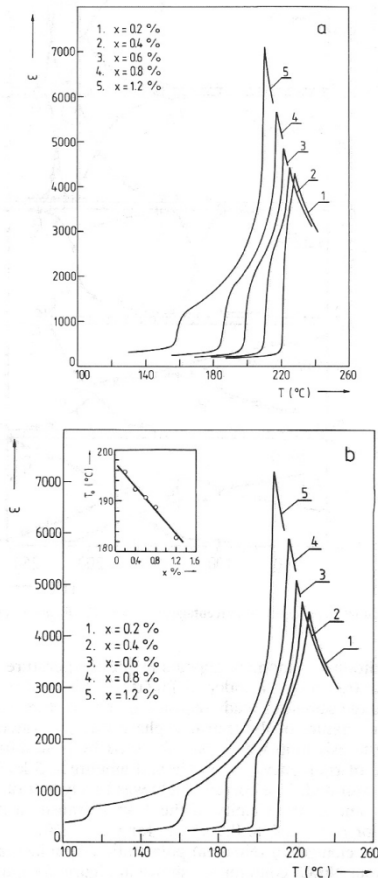 a
ε
1. x = 0.2 %
2. x = 0.4 %
3. x = 0.6 %
4. x = 0.8 %
5. x = 1.2 %
7000
6000
5000
4000
3000
2000
1000
0
5
4
3
2
1
100 140 180 220 260
T (°C)
b
ε
200
190
180
T₀ (°C)
0 0.4 0.8 1.2
x %
7000
6000
5000
4000
3000
2000
1000
0
1. x = 0.2 %
2. x = 0.4 %
3. x = 0.6 %
4. x = 0.8 %
5. x = 1.2 %
5
4
3
2
1
100 140 180 220 260
T (°C)